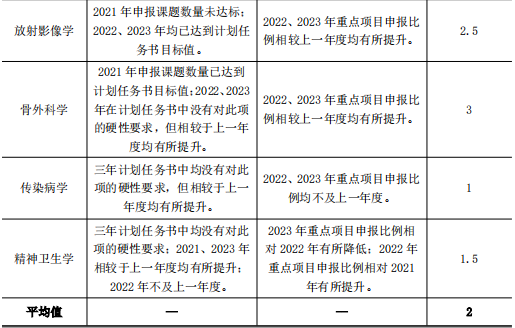 放射影像学
2021 年申报课题数量未达标；
2022、2023 年均已达到计划任
务书目标值。
2022、2023 年重点项目申报比
例相较上一年度均有所提升。
2.5
骨外科学
2021 年申报课题数量已达到
计划任务书目标值；2022、2023
年在计划任务书中没有对此项
的硬性要求，但相较于上一年
度均有所提升。
2022、2023 年重点项目申报比
例相较上一年度均有所提升。
3
传染病学
三年计划任务书中均没有对此
项的硬性要求，但相较于上一
年度均有所提升。
2022、2023 年重点项目申报比
例均不及上一年度。
1
精神卫生学
三年计划任务书中均没有对此
项的硬性要求；2021、2023 年
相较于上一年度均有所提升；
2022 年不及上一年度。
2023 年重点项目申报比例相
对 2022 年有所降低；2022 年
重点项目申报比例相对 2021
年有所提升。
1.5
平均值
—
—
2